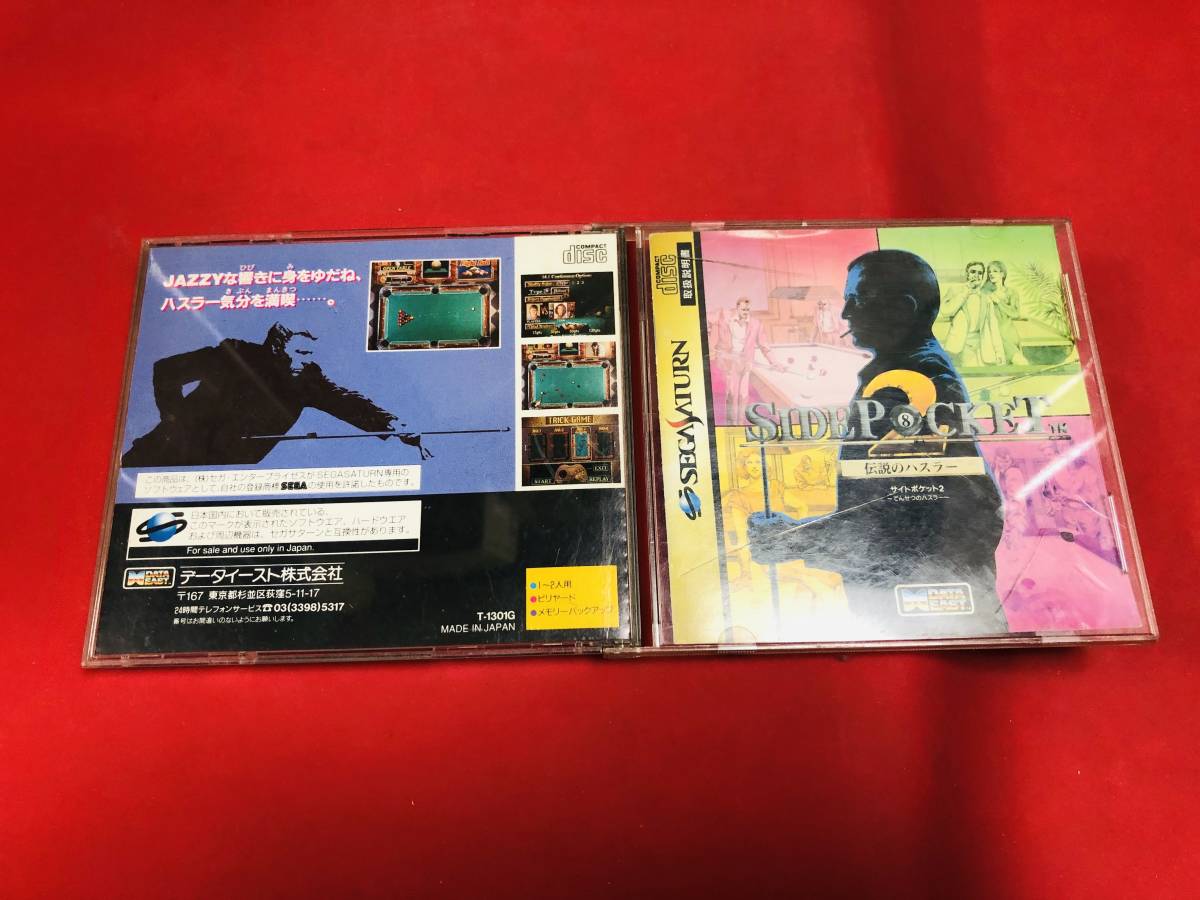 JAZZYな響きに身をゆだね、
ひび
み
ハスラー気分を満喫……。
きぶん
まんきつ
COMPACT
disc
TRICK GAME
START
EXIT
REPLAY
この商品は、(株)セガ・エンタープライゼスがSEGASATURN専用の
ソフトウェアとして、自社の登録商標SEGAの使用を許諾したものです。
日本国内において販売されている、
このマークが表示されたソフトウエア、ハードウエア
および周辺機器は、セガサターンと互換性があります。
For sale and use only in Japan.
DATA
EAST
データイースト株式会社
〒167 東京都杉並区荻窪5-11-17
24時間テレフォンサービス☎03(3398)5317
番号はお間違いのないようにお願いします。
T-1301G
MADE IN JAPAN
●1〜2人用
●ビリヤード
●メモリーバックアップ
COMPACT
disc
取扱説明書
SEGASATURN
2
SIDEPOCKET
8
伝説のハスラー
サイドポケット2
〜でんせつのハスラー〜
DATA
EAST